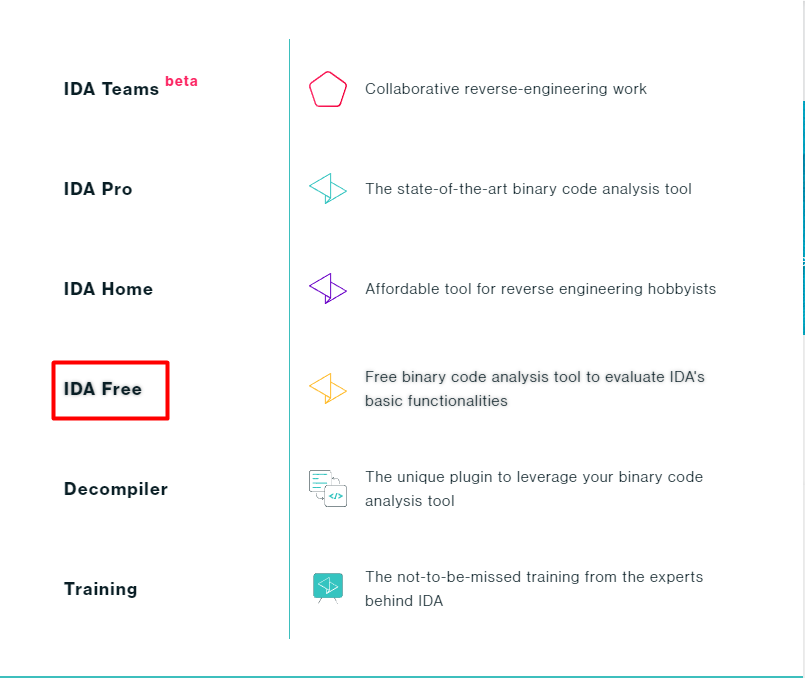 IDA Teams beta
Collaborative reverse-engineering work
IDA Pro
The state-of-the-art binary code analysis tool
IDA Home
Affordable tool for reverse engineering hobbyists
IDA Free
Free binary code analysis tool to evaluate IDA's
basic functionalities
Decompiler
</>
The unique plugin to leverage your binary code
analysis tool
Training
The not-to-be-missed training from the experts
behind IDA